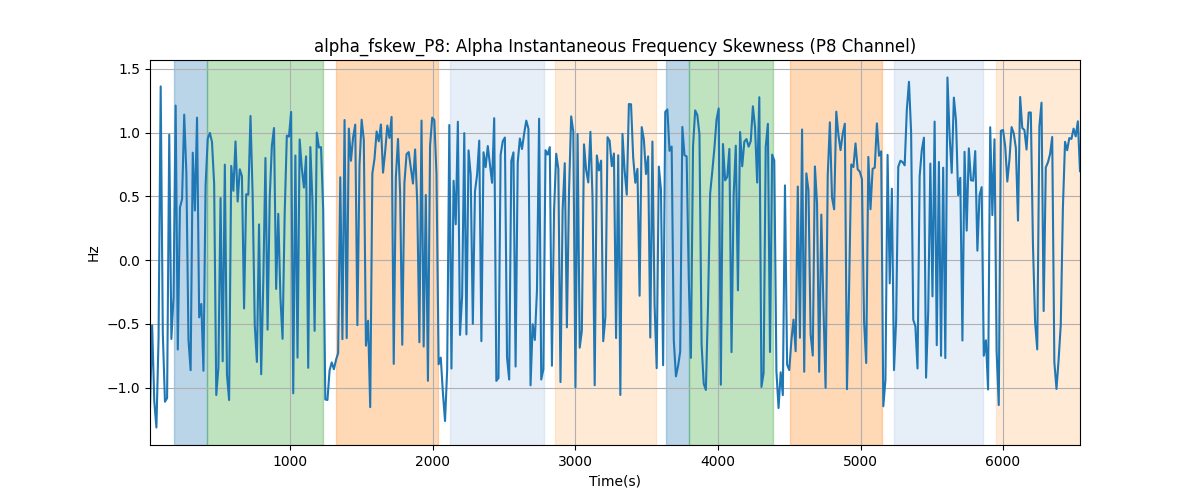 alpha_fskew_P8: Alpha Instantaneous Frequency Skewness (P8 Channel)
1.5
1.0
0.5
0.0
−0.5
−1.0
Hz
1000 2000 3000 4000 5000 6000
Time(s)